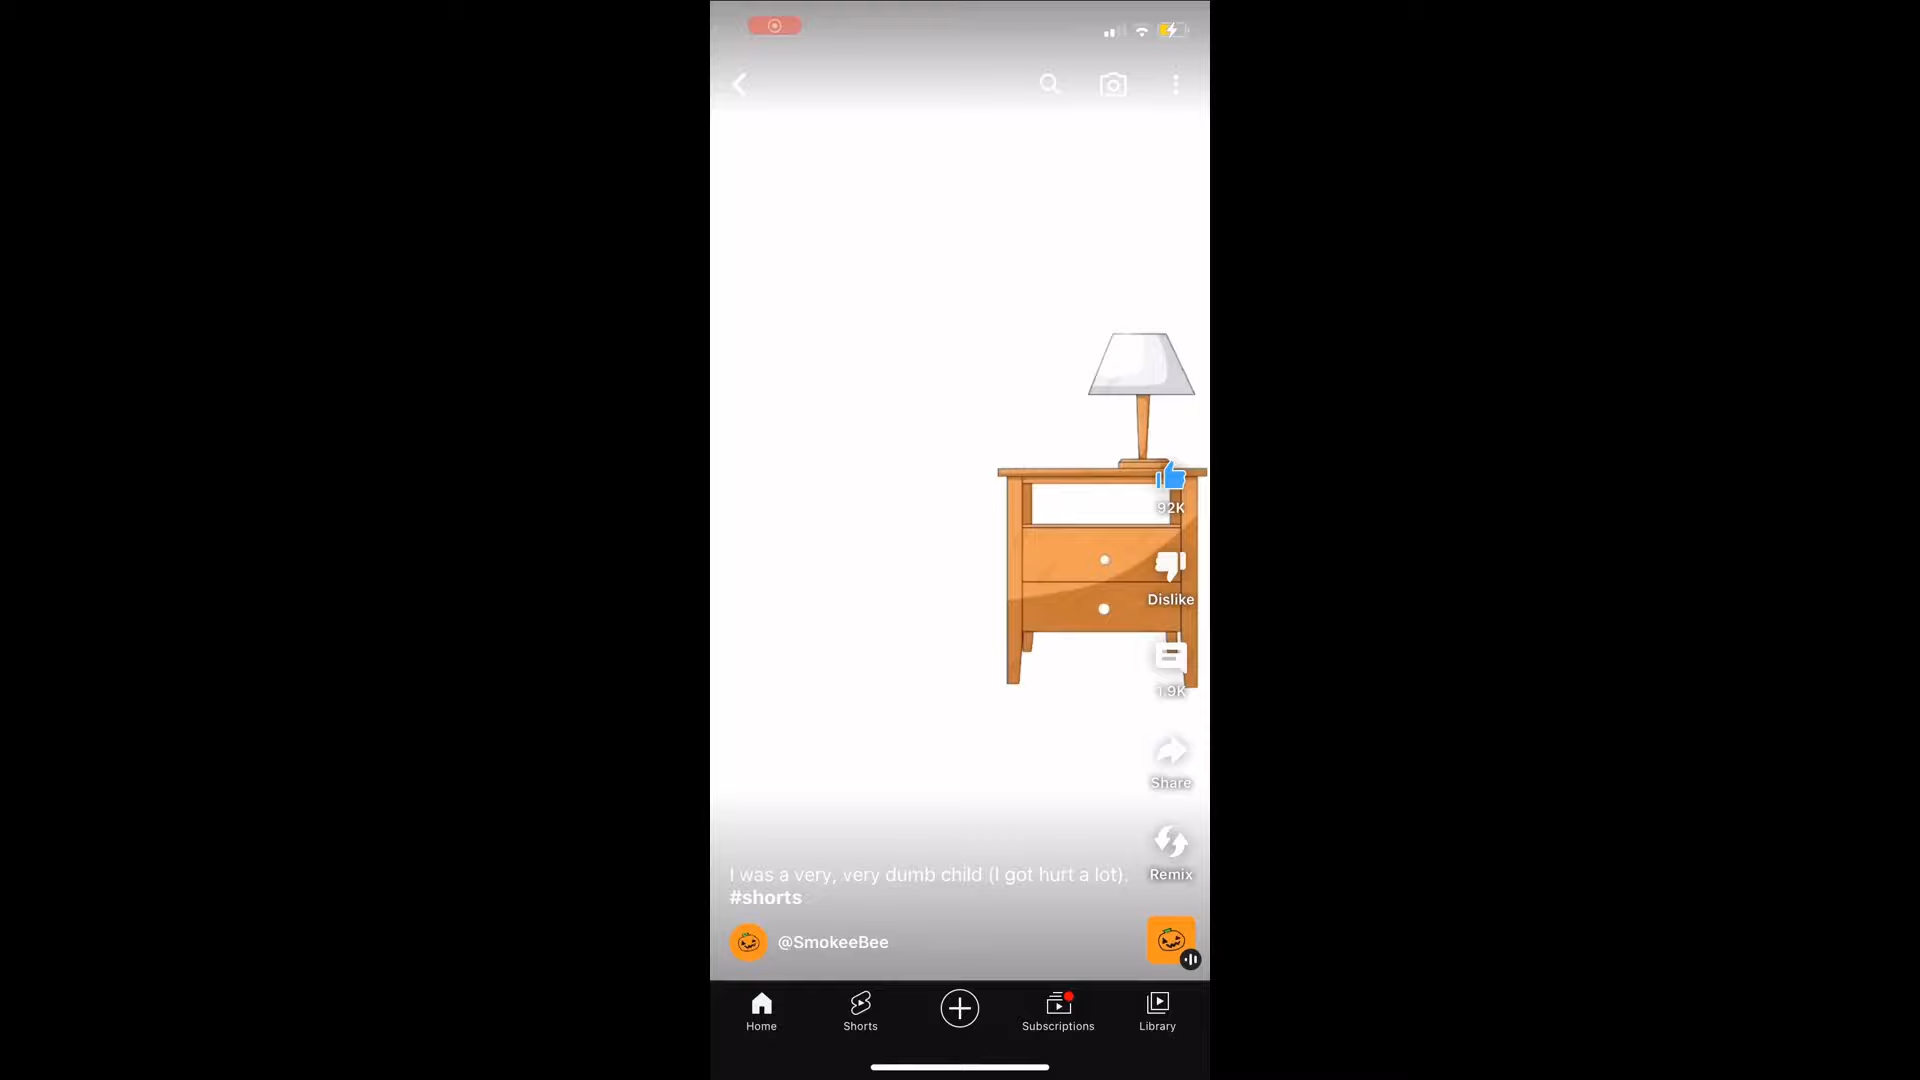 92K
Dislike
1.9K
Share
Remix
I was a very, very dumb child (I got hurt a lot).
#shorts
@SmokeeBee
Home
Shorts
Subscriptions
Library